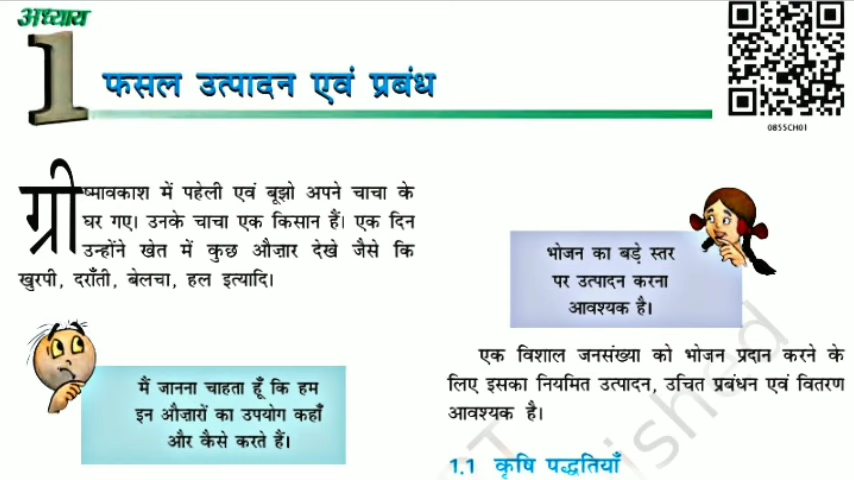 अध्याय
1
फसल उत्पादन एवं प्रबंध
0855CH01
ग्रीष्मावकाश में पहेली एवं बूझो अपने चाचा के
घर गए। उनके चाचा एक किसान हैं। एक दिन
उन्होंने खेत में कुछ औज़ार देखे जैसे कि
खुरपी, दराँती, बेलचा, हल इत्यादि।
मैं जानना चाहता हूँ कि हम
इन औज़ारों का उपयोग कहाँ
और कैसे करते हैं।
भोजन का बड़े स्तर
पर उत्पादन करना
आवश्यक है।
एक विशाल जनसंख्या को भोजन प्रदान करने के
लिए इसका नियमित उत्पादन, उचित प्रबंधन एवं वितरण
आवश्यक है।
1.1 कृषि पद्धतियाँ